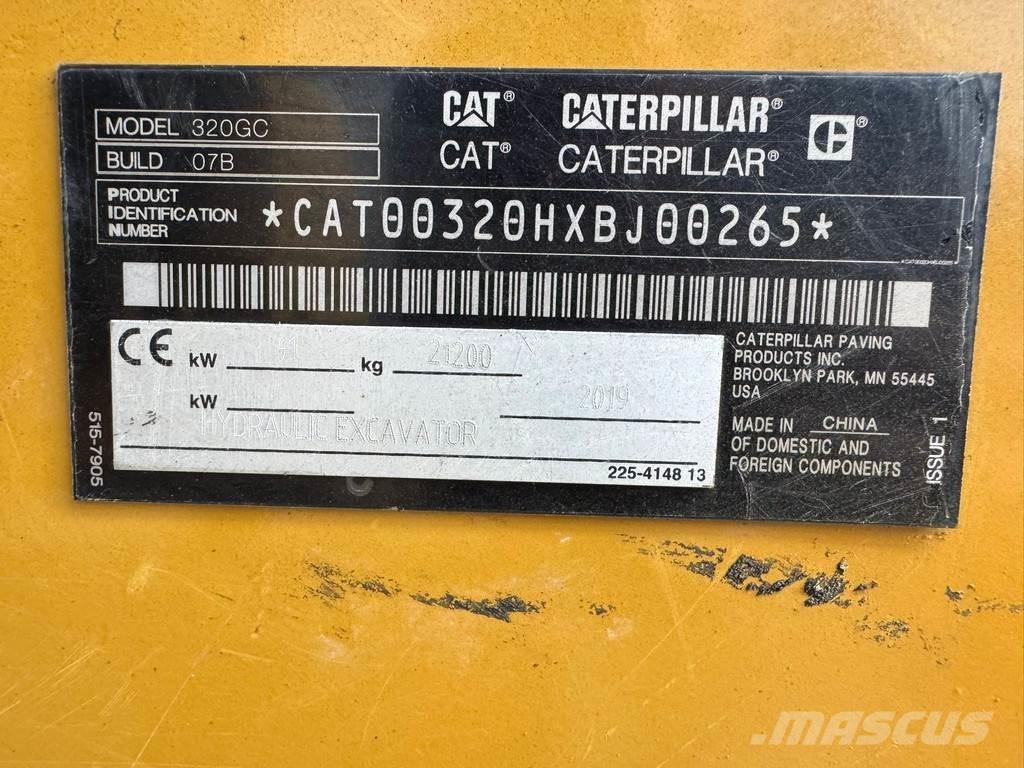 MODEL 320GC
BUILD 07B
CAT® CATERPILLAR®
CAT® CATERPILLAR® C®
PRODUCT
IDENTIFICATION
NUMBER
*CAT00320HXBJ00265*
CE kW 91 kg 21200
kW 2019
HYDRAULIC EXCAVATOR
225-4148 13
515-7905
CATERPILLAR PAVING
PRODUCTS INC.
BROOKLYN PARK, MN 55445
USA
MADE IN CHINA
OF DOMESTIC AND
FOREIGN COMPONENTS
ISSUE 1
MASCUS